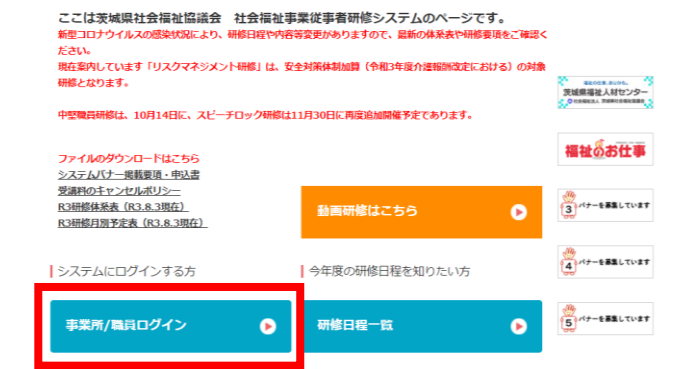 ここは茨城県社会福祉協議会　社会福祉事業従事者研修システムのページです。
新型コロナウイルスの感染状況により、研修日程や内容等変更がありますので、最新の体系表や研修要項をご確認く
ださい。
現在案内しています「リスクマネジメント研修」は、安全対策体制加算（令和3年度介護報酬改定における）の対象
研修となります。
中堅職員研修は、10月14日に、スピーチロック研修は11月30日に再度追加開催予定であります。
ファイルのダウンロードはこちら
システムバナー掲載要項・申込書
受講料のキャンセルポリシー
R3研修体系表（R3.8.3現在）
R3研修月別予定表（R3.8.3現在）
動画研修はこちら
システムにログインする方
今年度の研修日程を知りたい方
事業所/職員ログイン
研修日程一覧
茨城県福祉人材センター
福祉のお仕事
3 バナーを募集しています
4 バナーを募集しています
5 バナーを募集しています